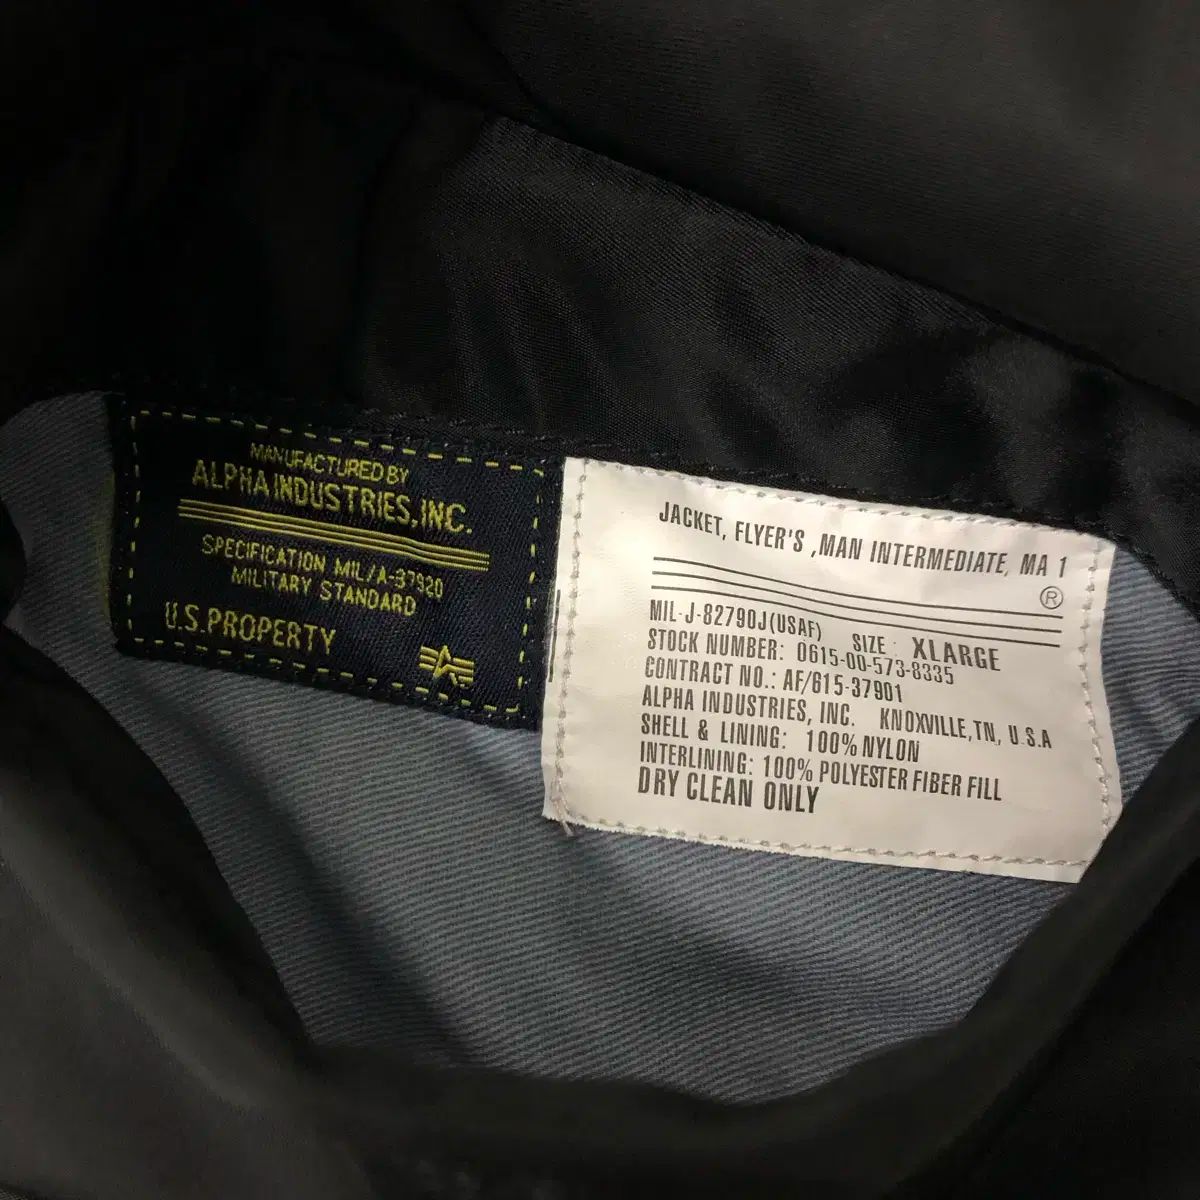 MANUFACTURED BY
ALPHA INDUSTRIES, INC.
SPECIFICATION MIL/A-37920
MILITARY STANDARD
U.S.PROPERTY
JACKET, FLYER'S ,MAN INTERMEDIATE, MA 1
®
MIL-J-82790J(USAF) SIZE : XLARGE
STOCK NUMBER: 0615-00-573-8335
CONTRACT NO.: AF/615-37901
ALPHA INDUSTRIES, INC. KNOXVILLE,TN, U.S.A
SHELL & LINING: 100% NYLON
INTERLINING: 100% POLYESTER FIBER FILL
DRY CLEAN ONLY